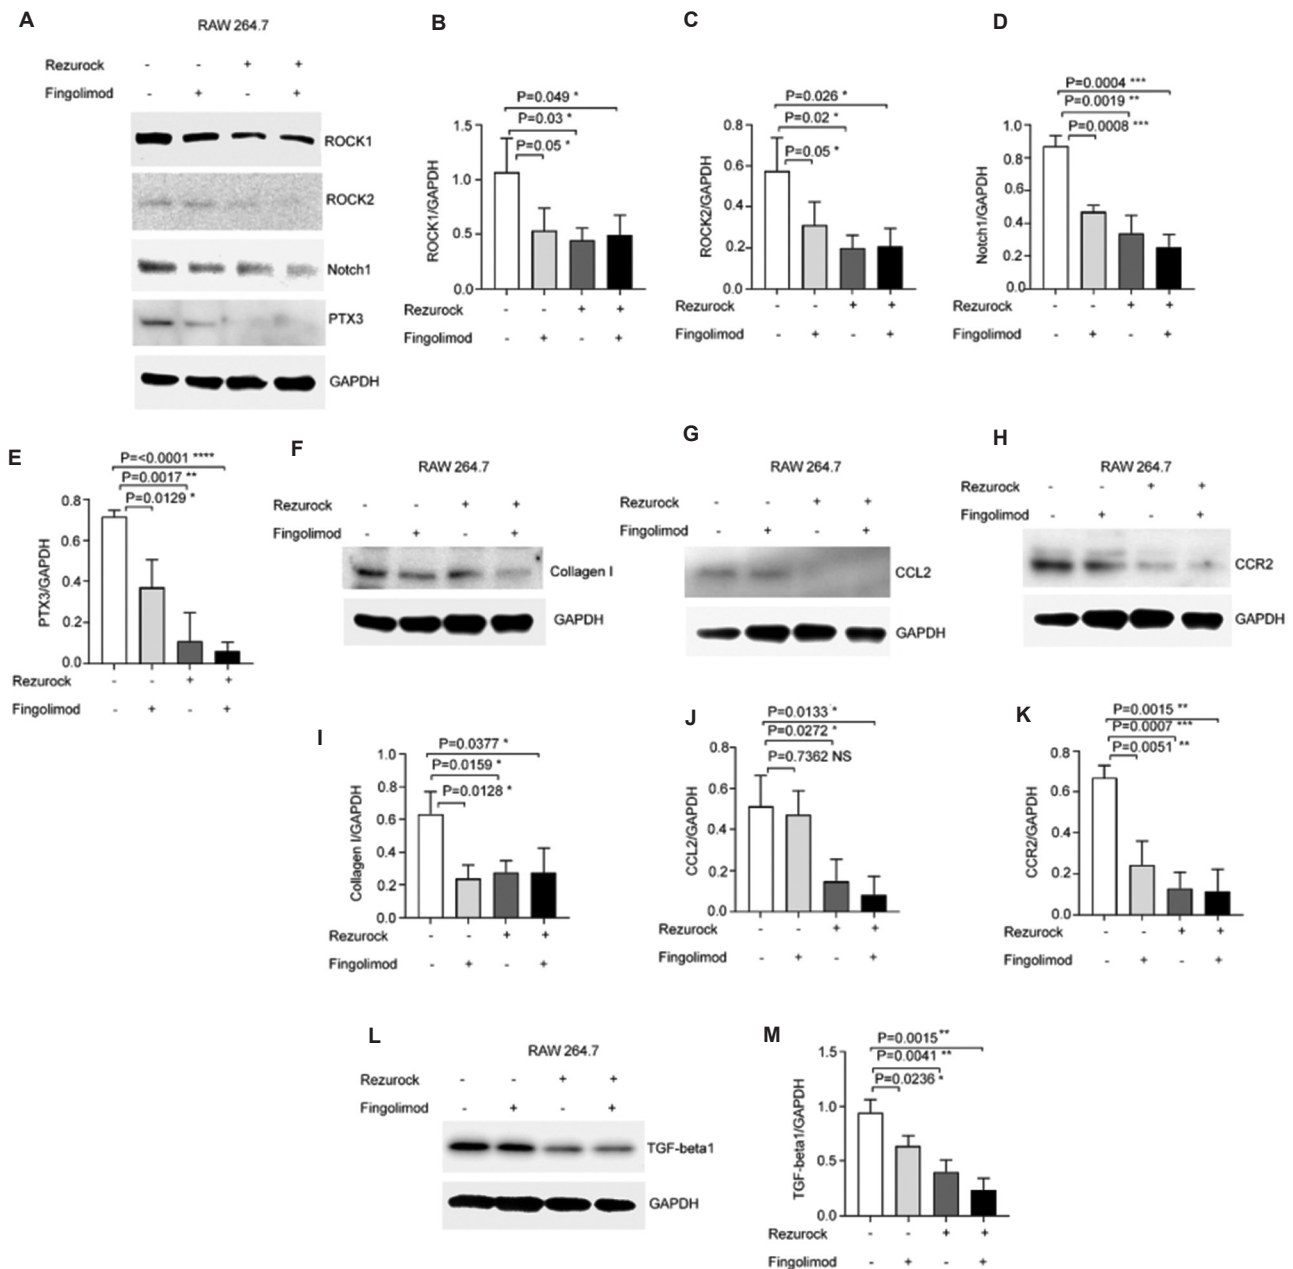 A
RAW 264.7
Rezurock - - + +
Fingolimod - + - +
ROCK1
ROCK2
Notch1
PTX3
GAPDH
B
P=0.049 *
P=0.03 *
P=0.05 *
ROCK1/GAPDH
1.5
1.0
0.5
0.0
Rezurock - - + +
Fingolimod - + - +
C
P=0.026 *
P=0.02 *
P=0.05 *
ROCK2/GAPDH
0.8
0.6
0.4
0.2
0.0
Rezurock - - + +
Fingolimod - + - +
D
P=0.0004 ***
P=0.0019 **
P=0.0008 ***
Notch1/GAPDH
1.0
0.8
0.6
0.4
0.2
0.0
Rezurock - - + +
Fingolimod - + - +
E
P=<0.0001 ****
P=0.0017 **
P=0.0129 *
PTX3/GAPDH
0.8
0.6
0.4
0.2
0.0
Rezurock - - + +
Fingolimod - + - +
F
RAW 264.7
Rezurock - - + +
Fingolimod - + - +
Collagen I
GAPDH
G
RAW 264.7
Rezurock - - + +
Fingolimod - + - +
CCL2
GAPDH
H
RAW 264.7
Rezurock - - + +
Fingolimod - + - +
CCR2
GAPDH
I
P=0.0377 *
P=0.0159 *
P=0.0128 *
Collagen I/GAPDH
1.0
0.8
0.6
0.4
0.2
0.0
Rezurock - - + +
Fingolimod - + - +
J
P=0.0133 *
P=0.0272 *
P=0.7362 NS
CCL2/GAPDH
0.8
0.6
0.4
0.2
0.0
Rezurock - - + +
Fingolimod - + - +
K
P=0.0015 **
P=0.0007 ***
P=0.0051 **
CCR2/GAPDH
0.8
0.6
0.4
0.2
0.0
Rezurock - - + +
Fingolimod - + - +
L
RAW 264.7
Rezurock - - + +
Fingolimod - + - +
TGF-beta1
GAPDH
M
P=0.0015 **
P=0.0041 **
P=0.0236 *
TGF-beta1/GAPDH
1.5
1.0
0.5
0.0
Rezurock - - + +
Fingolimod - + - +